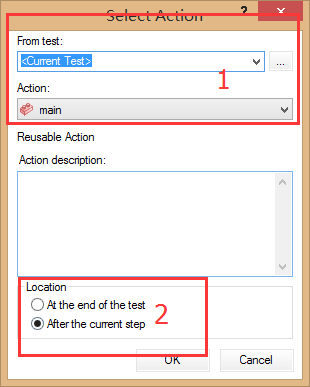 Select Action
?
From test:
<Current Test>
...
1
Action:
main
Reusable Action
Action description:
Location
At the end of the test
After the current step
2
OK
Cancel